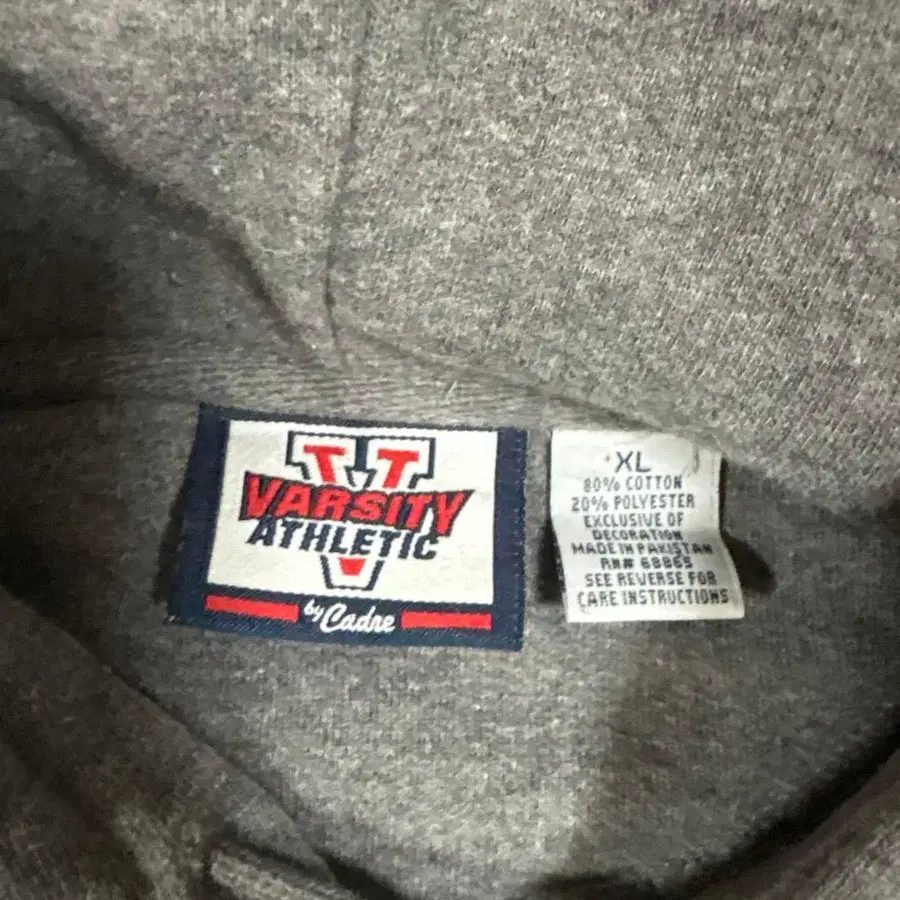 V
VARSITY
ATHLETIC
by Cadre
XL
80% COTTON
20% POLYESTER
EXCLUSIVE OF
DECORATION
MADE IN PAKISTAN
RN# 68865
SEE REVERSE FOR
CARE INSTRUCTIONS